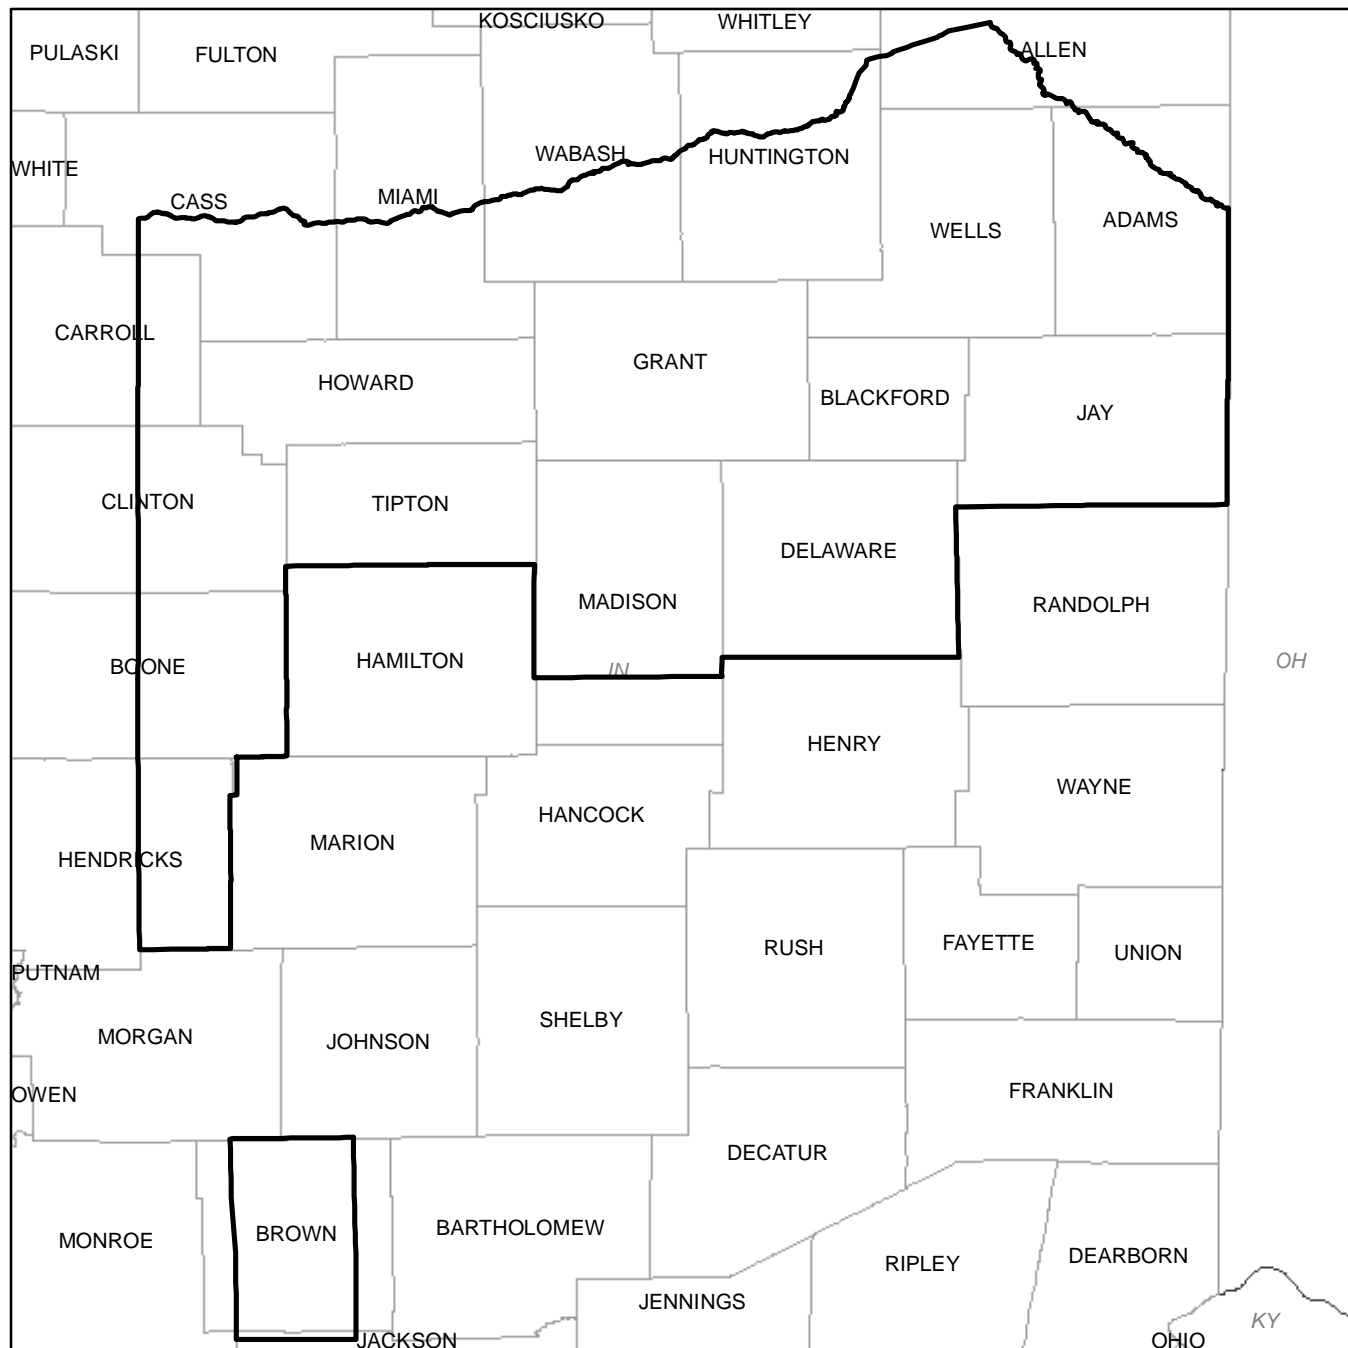 KOSCIUSKO
WHITLEY
PULASKI
FULTON
ALLEN
WABASH
HUNTINGTON
WHITE
CASS
MIAMI
WELLS
ADAMS
CARROLL
GRANT
HOWARD
BLACKFORD
JAY
CLINTON
TIPTON
DELAWARE
MADISON
RANDOLPH
BOONE
HAMILTON
IN
OH
HENRY
WAYNE
HANCOCK
MARION
HENDRICKS
RUSH
FAYETTE
UNION
PUTNAM
SHELBY
MORGAN
JOHNSON
OWEN
FRANKLIN
DECATUR
BROWN
BARTHOLOMEW
MONROE
RIPLEY
DEARBORN
JENNINGS
KY
JACKSON
OHIO